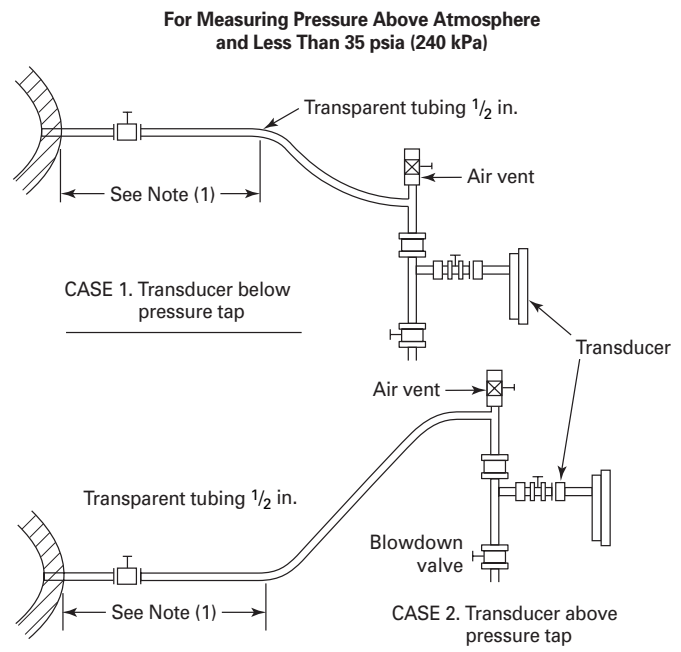 For Measuring Pressure Above Atmosphere
and Less Than 35 psia (240 kPa)
Transparent tubing 1/2 in.
Air vent
See Note (1)
CASE 1. Transducer below
pressure tap
Transducer
Air vent
Transparent tubing 1/2 in.
Blowdown
valve
See Note (1)
CASE 2. Transducer above
pressure tap